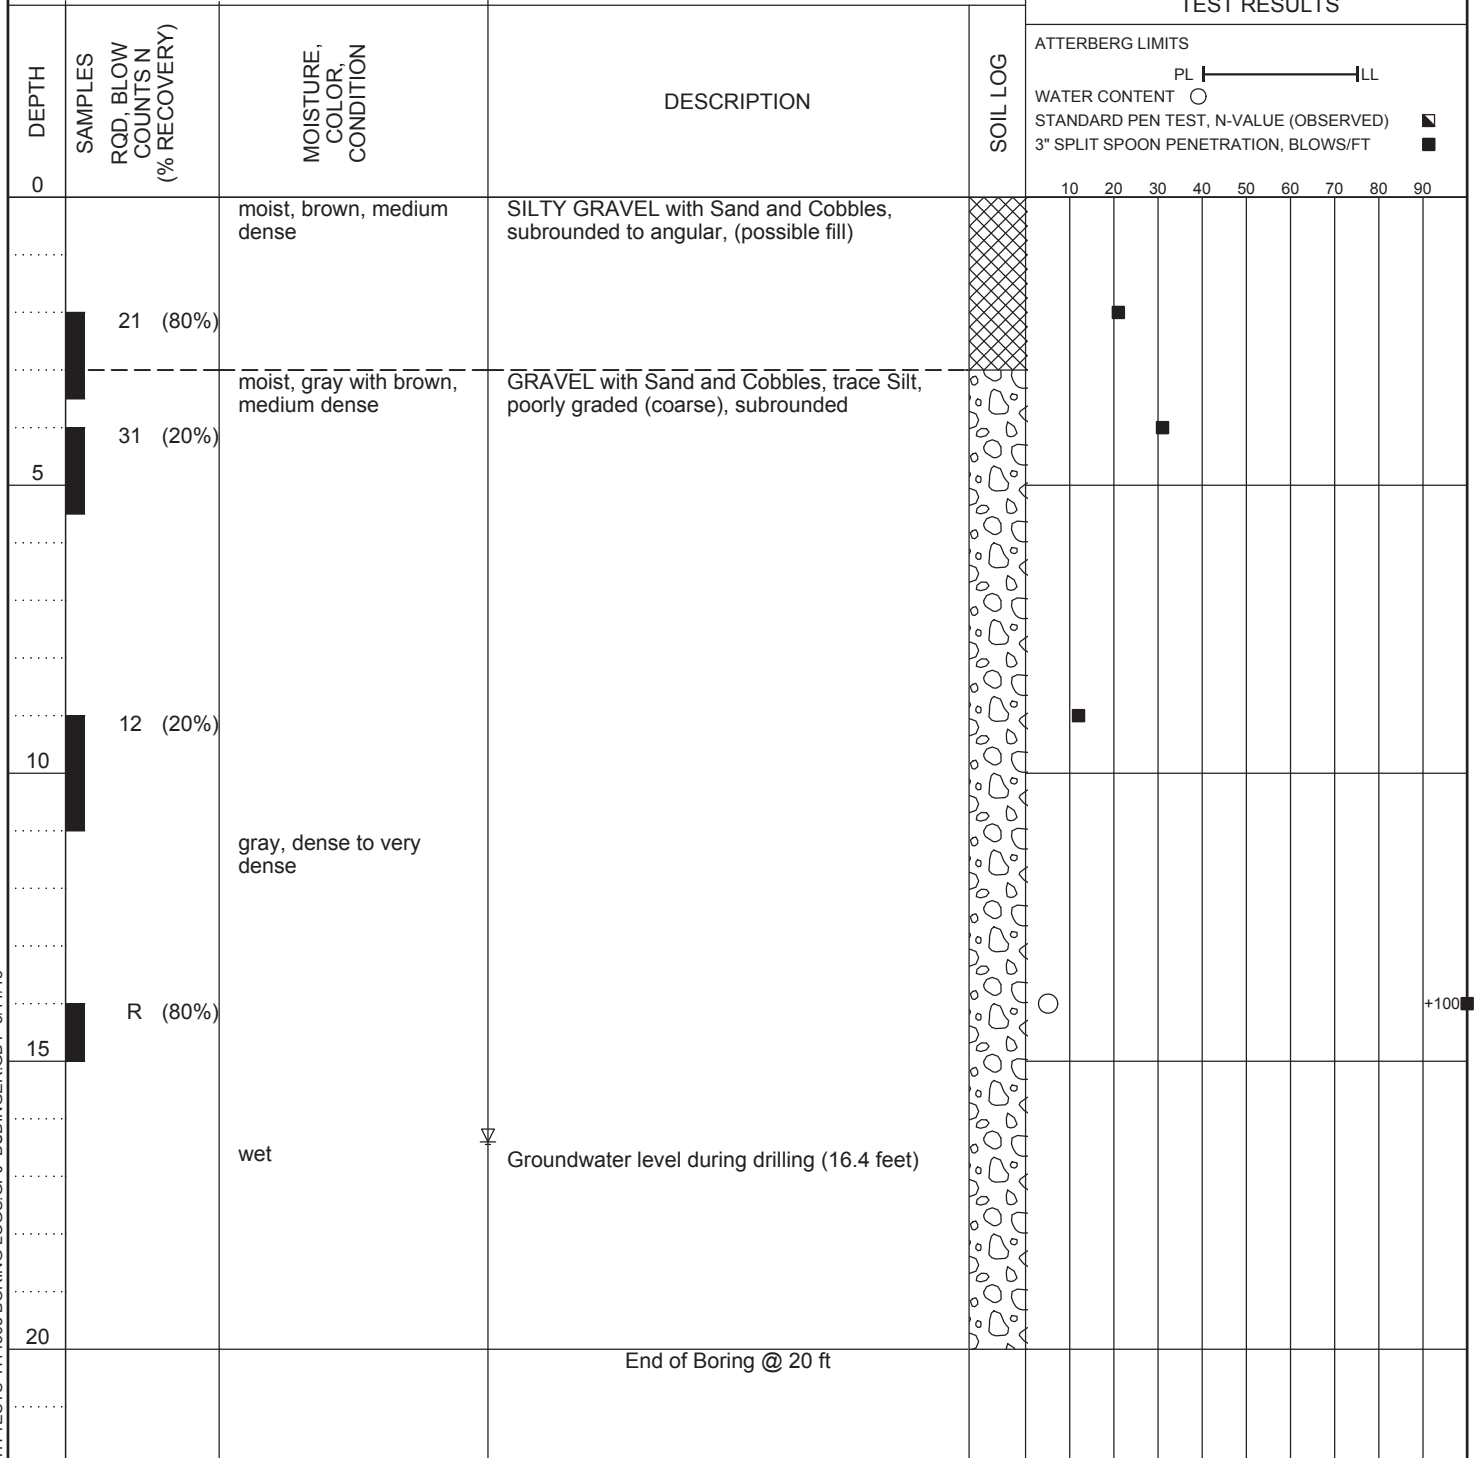 TEST RESULTS
DEPTH
SAMPLES
RQD, BLOW
COUNTS N
(% RECOVERY)
MOISTURE,
COLOR,
CONDITION
DESCRIPTION
SOIL LOG
ATTERBERG LIMITS
PL LL
WATER CONTENT
STANDARD PEN TEST, N-VALUE (OBSERVED)
3" SPLIT SPOON PENETRATION, BLOWS/FT
10 20 30 40 50 60 70 80 90
0
moist, brown, medium
dense
SILTY GRAVEL with Sand and Cobbles,
subrounded to angular, (possible fill)
21 (80%)
moist, gray with brown,
medium dense
GRAVEL with Sand and Cobbles, trace Silt,
poorly graded (coarse), subrounded
31 (20%)
5
12 (20%)
10
gray, dense to very
dense
R (80%)
+100
15
wet
Groundwater level during drilling (16.4 feet)
20
End of Boring @ 20 ft